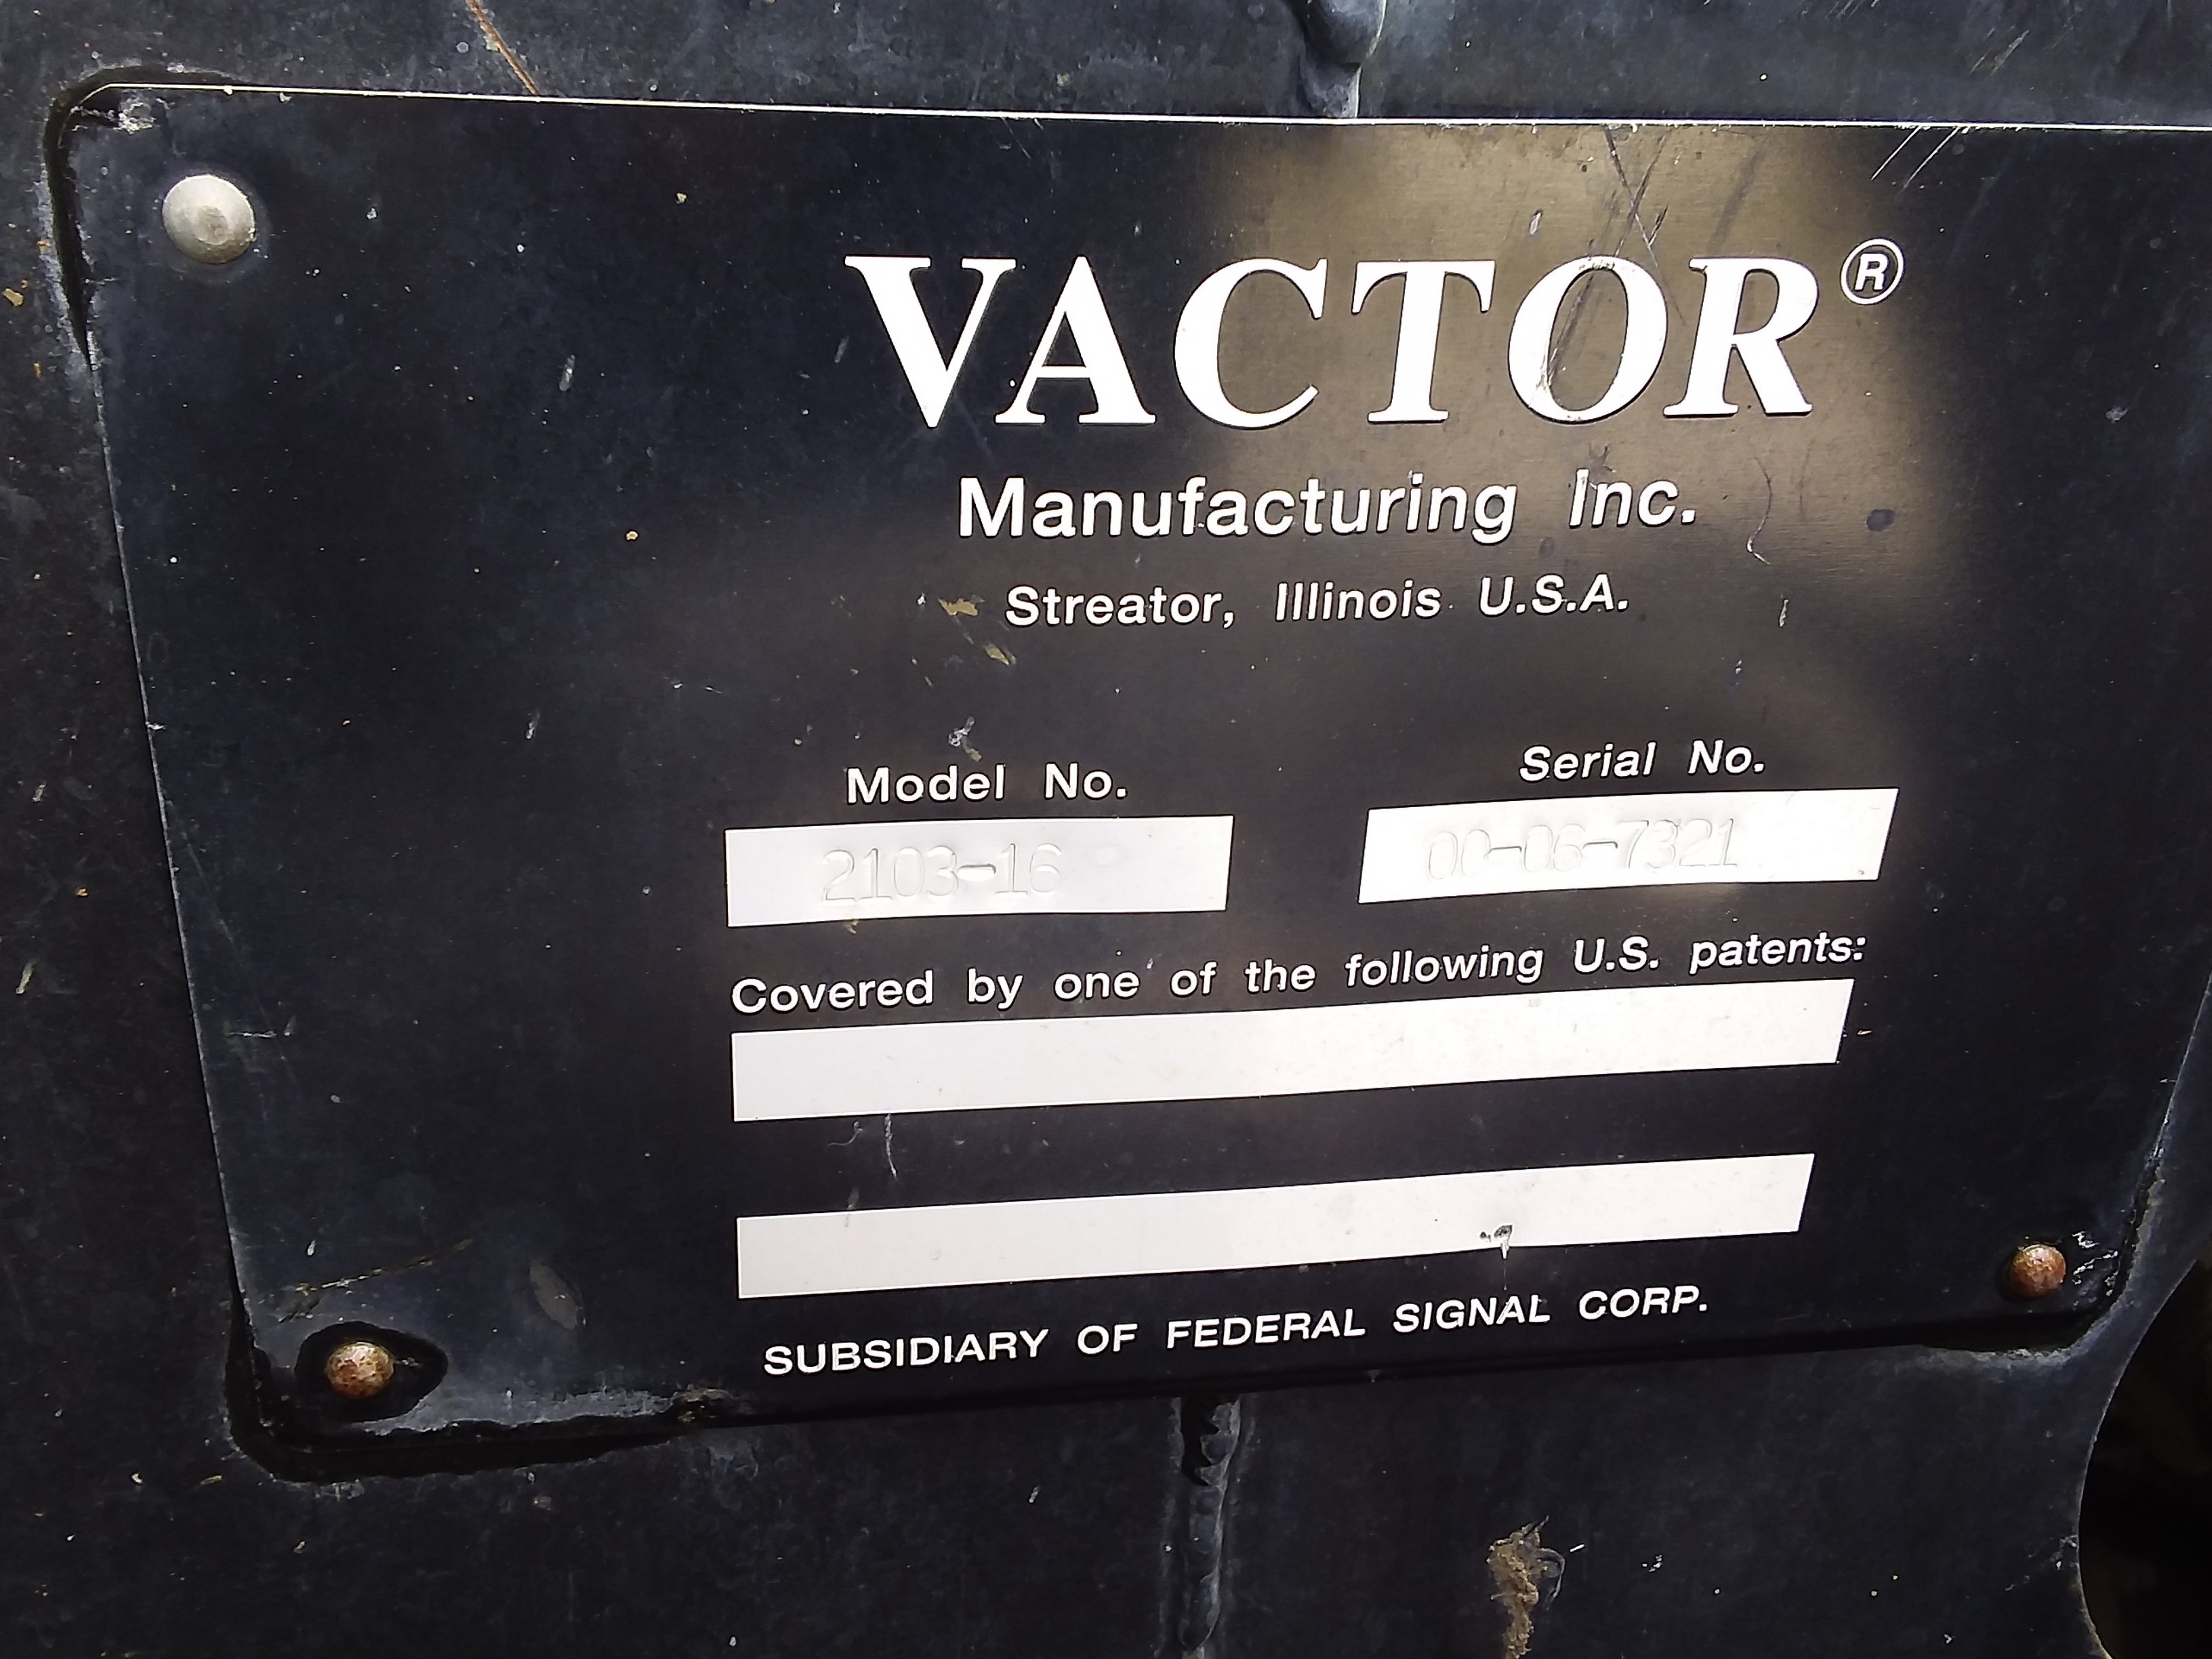 VACTOR®
Manufacturing Inc.
Streator, Illinois U.S.A.
Model No. Serial No.
2103-16 00-06-7321
Covered by one of the following U.S. patents:
SUBSIDIARY OF FEDERAL SIGNAL CORP.